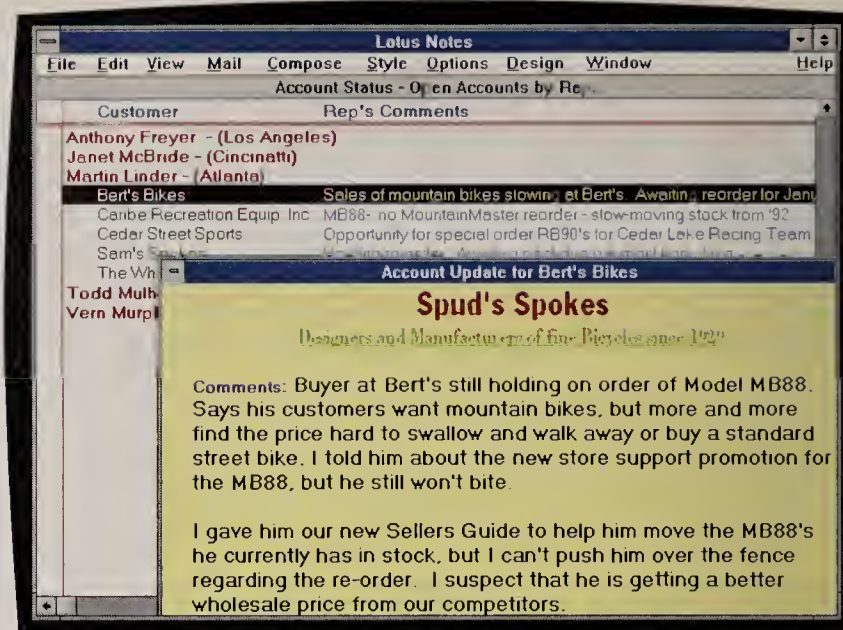 Lotus Notes
File Edit View Mail Compose Style Options Design Window Help
Account Status - Open Accounts by Rep
Customer Rep's Comments
Anthony Freyer - (Los Angeles)
Janet McBride - (Cincinatti)
Martin Linder - (Atlanta)
Bert's Bikes Sales of mountain bikes slowing at Bert's. Awaiting reorder for Janu
Caribe Recreation Equip Inc MB88- no MountainMaster reorder - slow-moving stock from '92
Cedar Street Sports Opportunity for special order RB90's for Cedar Lake Racing Team
Sam's
The Wh
Todd Mulh
Vern Murp
Account Update for Bert's Bikes
Spud's Spokes
Designers and Manufacturers of fine Bicycles since
Comments: Buyer at Bert's still holding on order of Model MB88.
Says his customers want mountain bikes, but more and more
find the price hard to swallow and walk away or buy a standard
street bike. I told him about the new store support promotion for
the MB88, but he still won't bite.
I gave him our new Sellers Guide to help him move the MB88's
he currently has in stock, but I can't push him over the fence
regarding the re-order. I suspect that he is getting a better
wholesale price from our competitors.